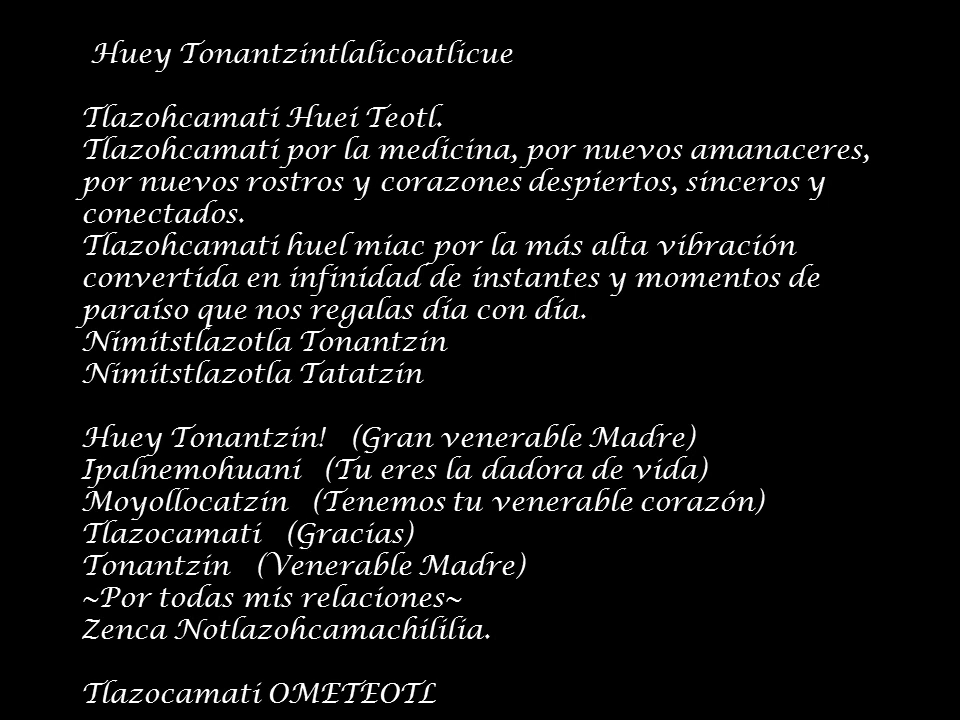 Huey Tonantzintlalicoatlicue
Tlazohcamati Huei Teotl.
Tlazohcamati por la medicina, por nuevos amanaceres,
por nuevos rostros y corazones despiertos, sinceros y
conectados.
Tlazohcamati huel miac por la más alta vibración
convertida en infinidad de instantes y momentos de
paraíso que nos regalas día con día.
Nimitstlazotla Tonantzin
Nimitstlazotla Tatatzin
Huey Tonantzin! (Gran venerable Madre)
Ipalnemohuani (Tu eres la dadora de vida)
Moyollocatzin (Tenemos tu venerable corazón)
Tlazocamati (Gracias)
Tonantzin (Venerable Madre)
~Por todas mis relaciones~
Zenca Notlazohcamachililia.
Tlazocamati OMETEOTL